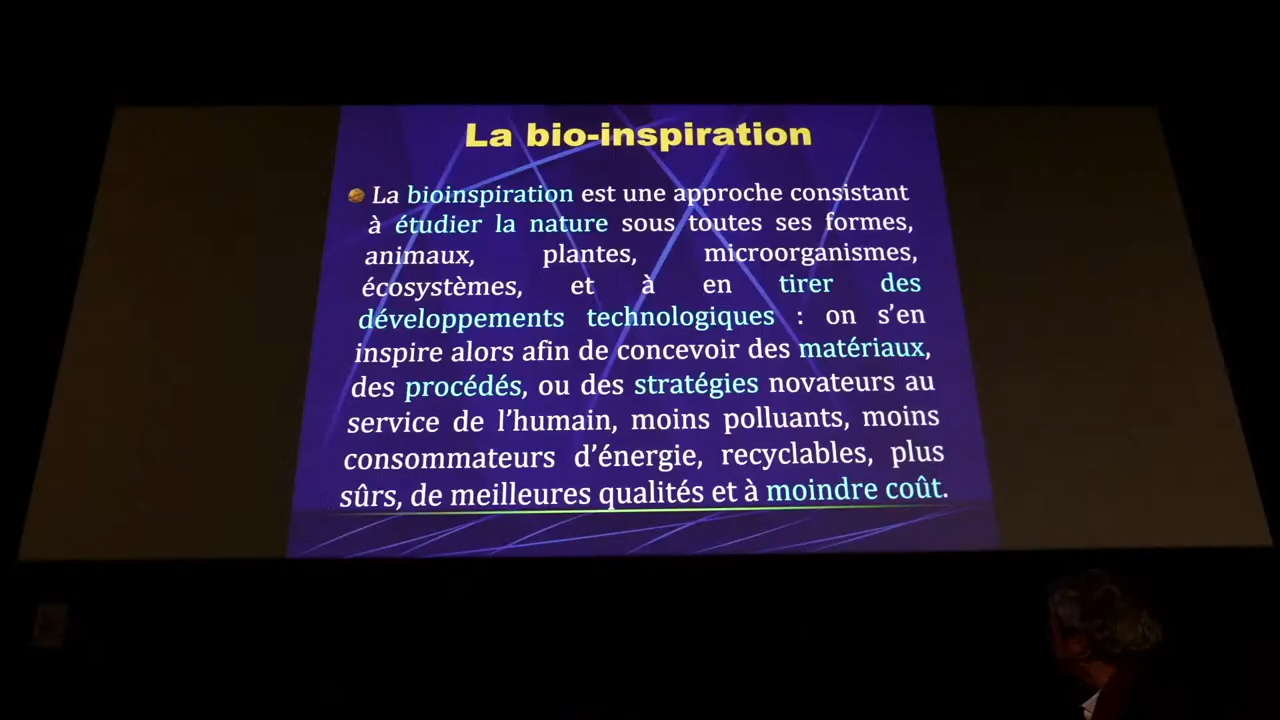 La bio-inspiration
La bioinspiration est une approche consistant
à étudier la nature sous toutes ses formes,
animaux, plantes, microorganismes,
écosystèmes, et à en tirer des
développements technologiques : on s’en
inspire alors afin de concevoir des matériaux,
des procédés, ou des stratégies novateurs au
service de l’humain, moins polluants, moins
consommateurs d’énergie, recyclables, plus
sûrs, de meilleures qualités et à moindre coût.